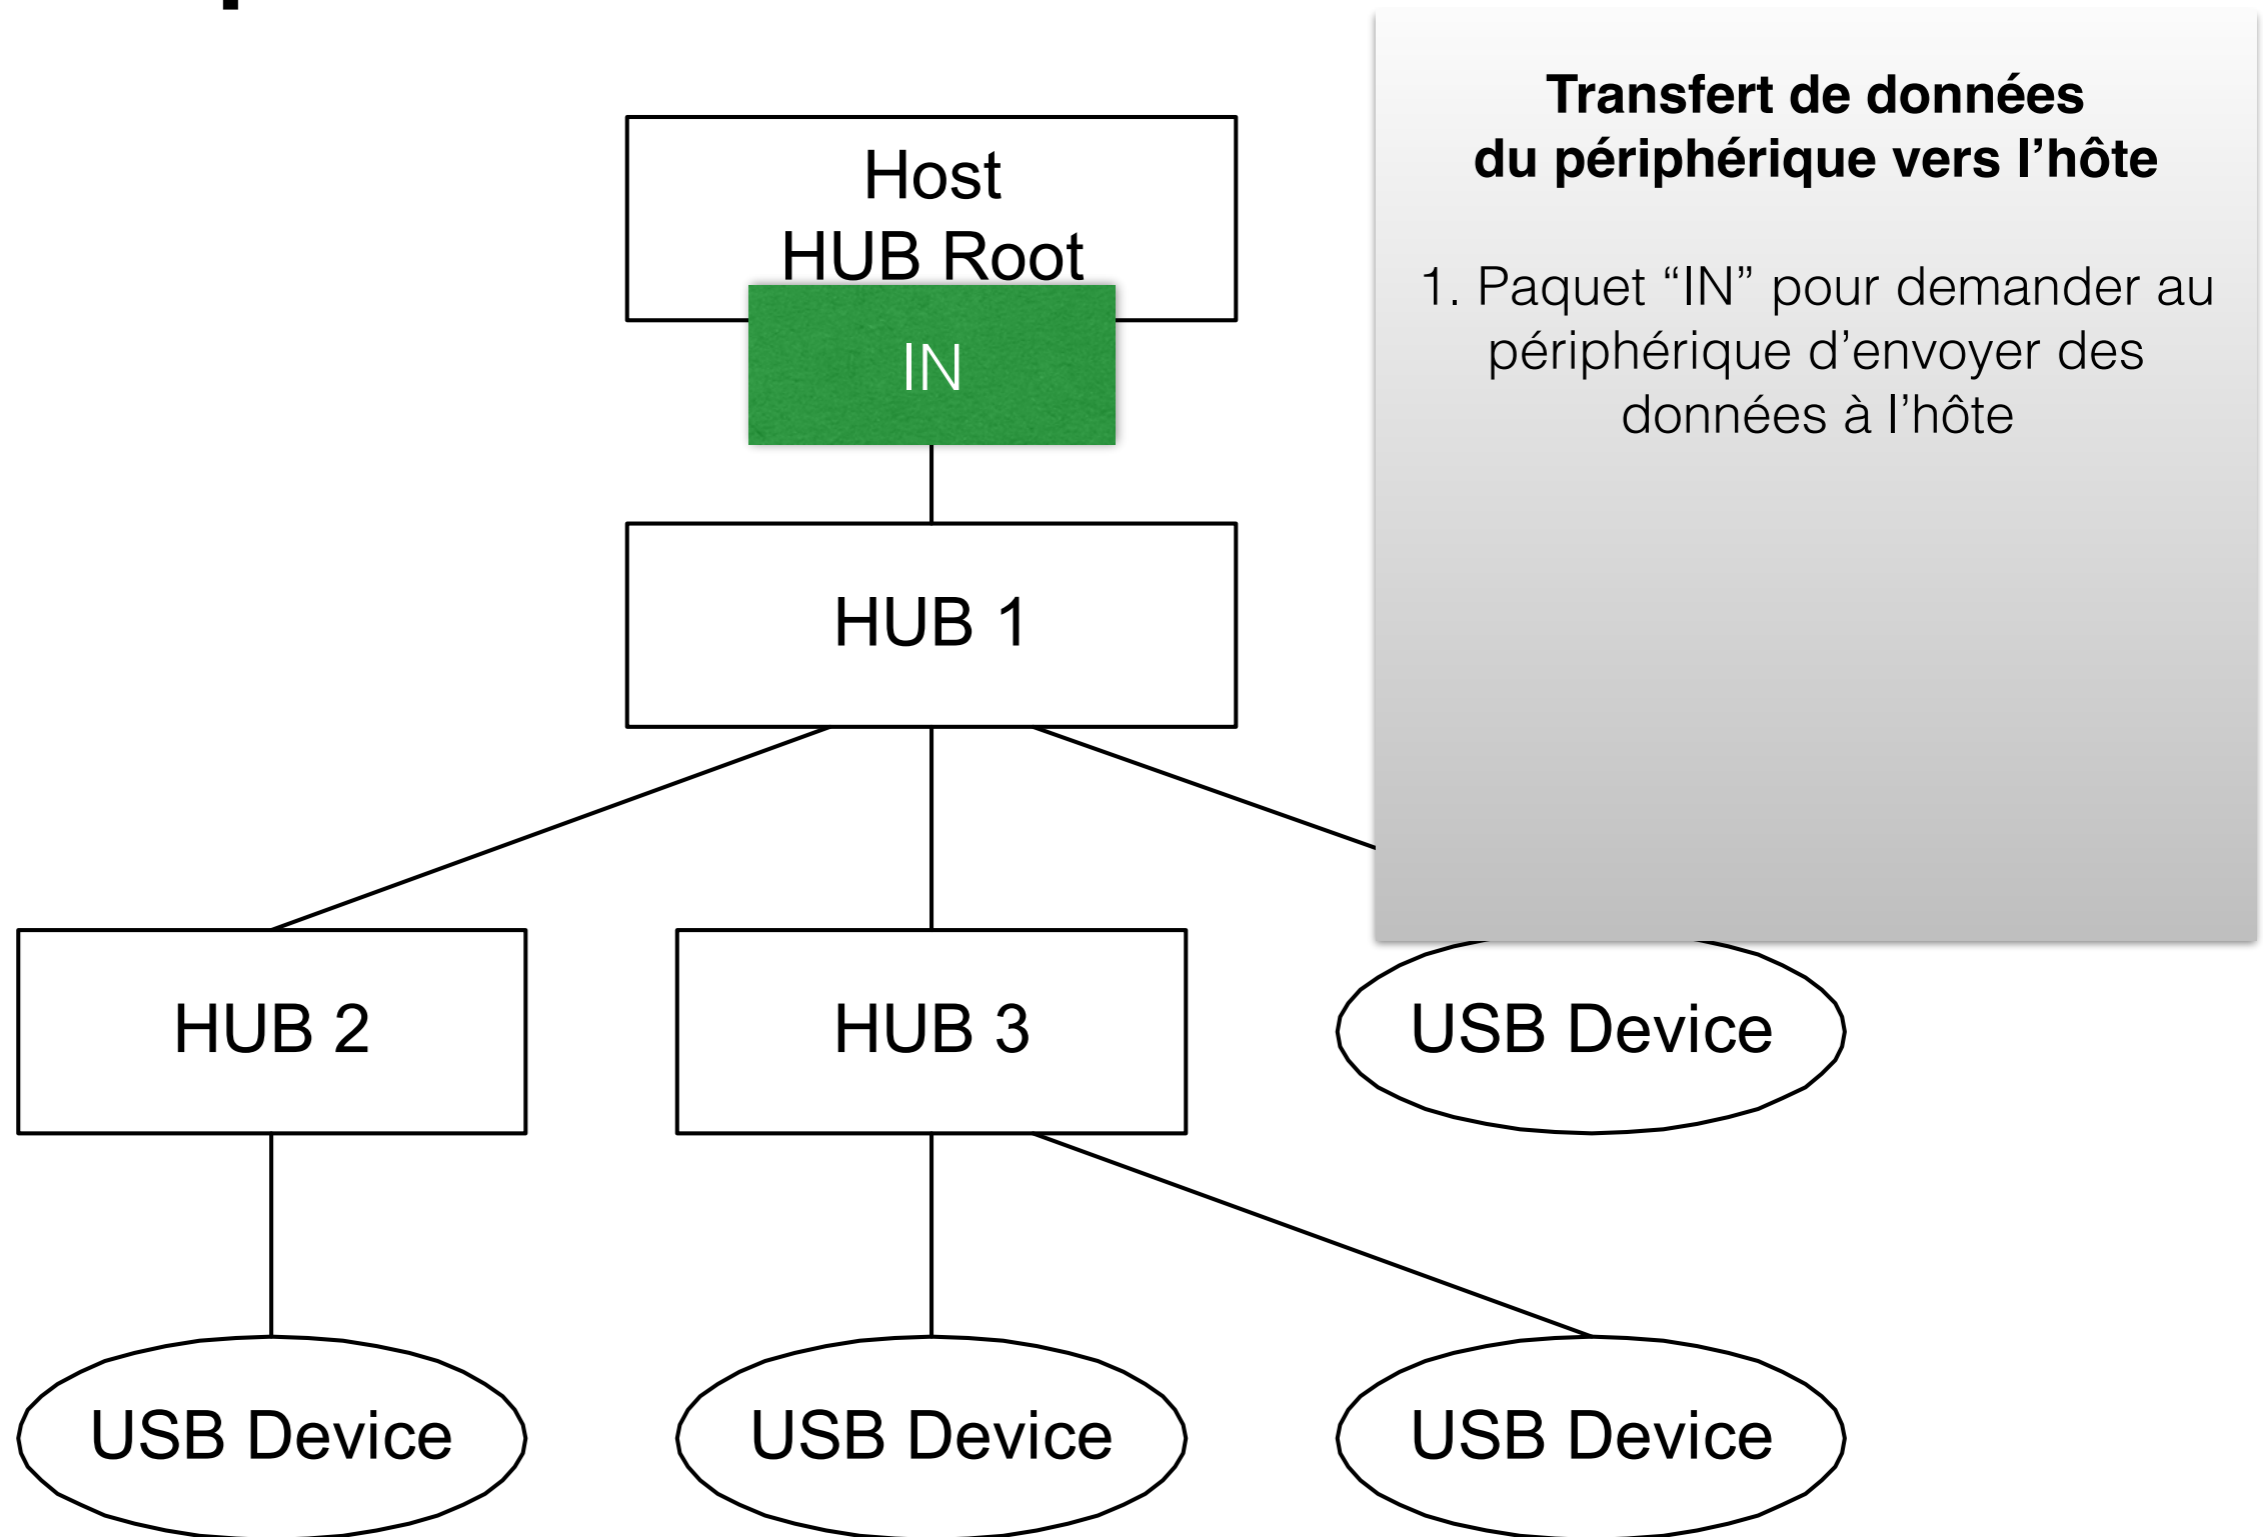 Host
HUB Root
IN
Transfert de données
du périphérique vers l’hôte
1. Paquet “IN” pour demander au
périphérique d’envoyer des
données à l’hôte
HUB 1
HUB 2
HUB 3
USB Device
USB Device
USB Device
USB Device